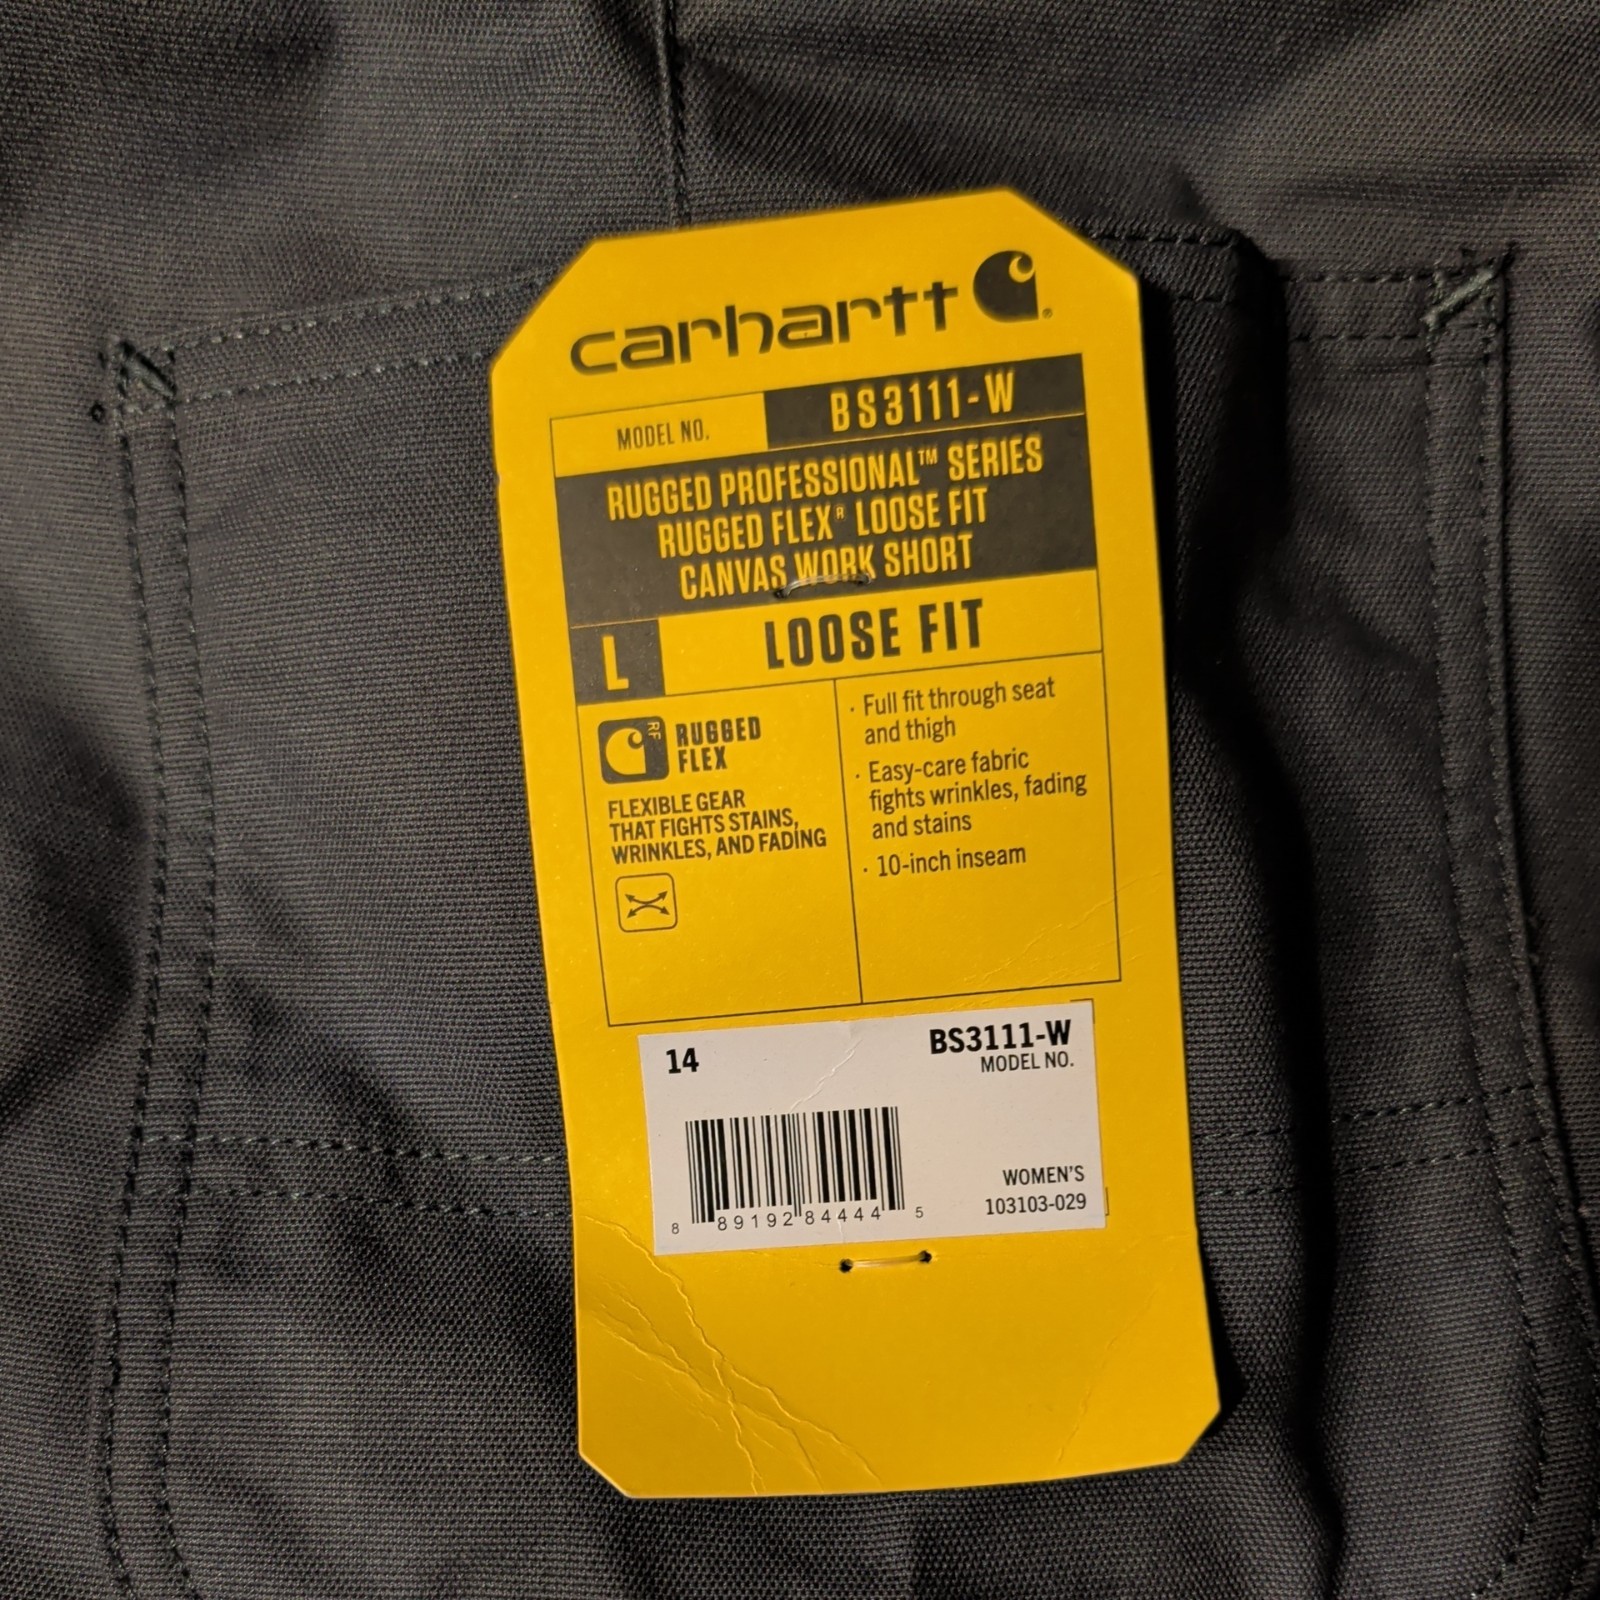 carhartt
MODEL NO. BS3111-W
RUGGED PROFESSIONAL™ SERIES
RUGGED FLEX® LOOSE FIT
CANVAS WORK SHORT
L LOOSE FIT
RF
RUGGED
FLEX
FLEXIBLE GEAR
THAT FIGHTS STAINS,
WRINKLES, AND FADING
· Full fit through seat
and thigh
· Easy-care fabric
fights wrinkles, fading
and stains
· 10-inch inseam
14
BS3111-W
MODEL NO.
8 89192 84444 5
WOMEN'S
103103-029